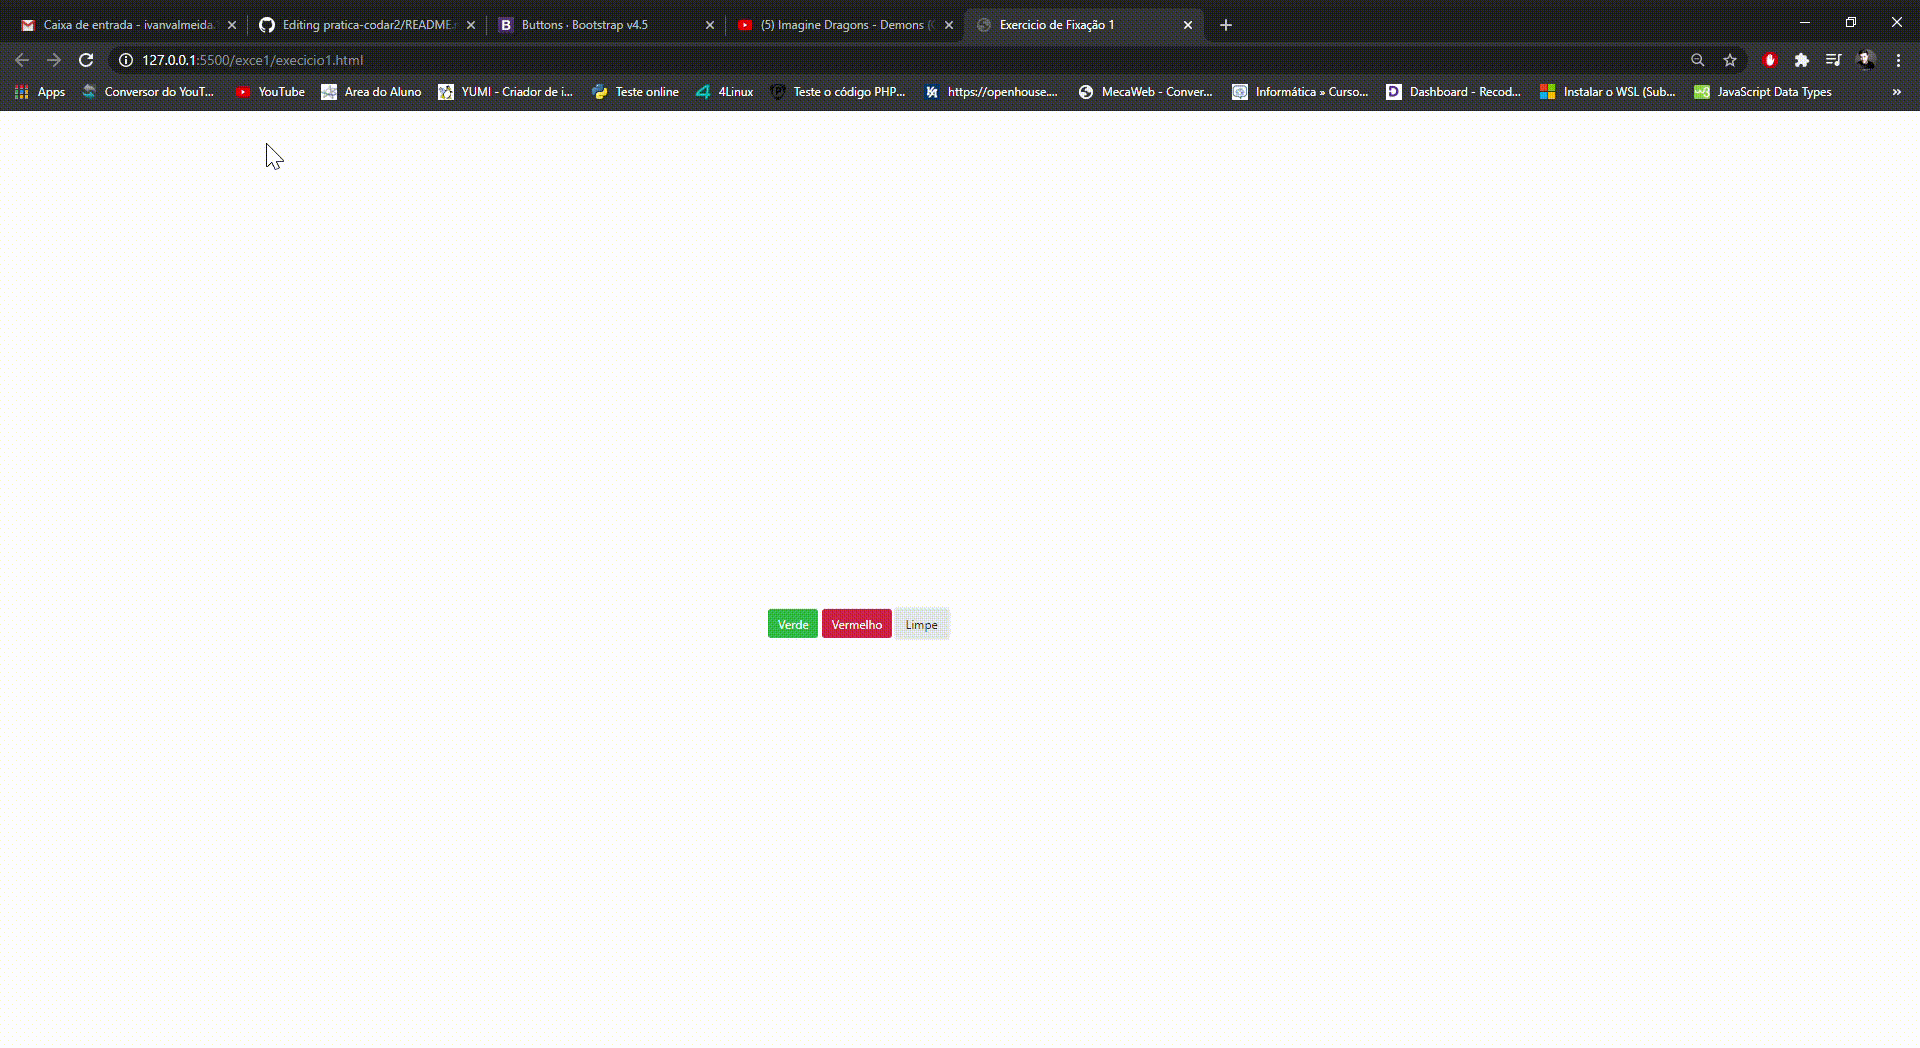 Caixa de entrada - ivanvalmeida. Editing pratica-codar2/README. Buttons · Bootstrap v4.5 (5) Imagine Dragons - Demons ( Exercicio de Fixação 1
127.0.0.1:5500/exce1/execicio1.html
Apps Conversor do YouT... YouTube Area do Aluno YUMI - Criador de i... Teste online 4Linux Teste o código PHP... https://openhouse.... MecaWeb - Conver... Informática » Curso... Dashboard - Recod... Instalar o WSL (Sub... JavaScript Data Types »
Verde Vermelho Limpe